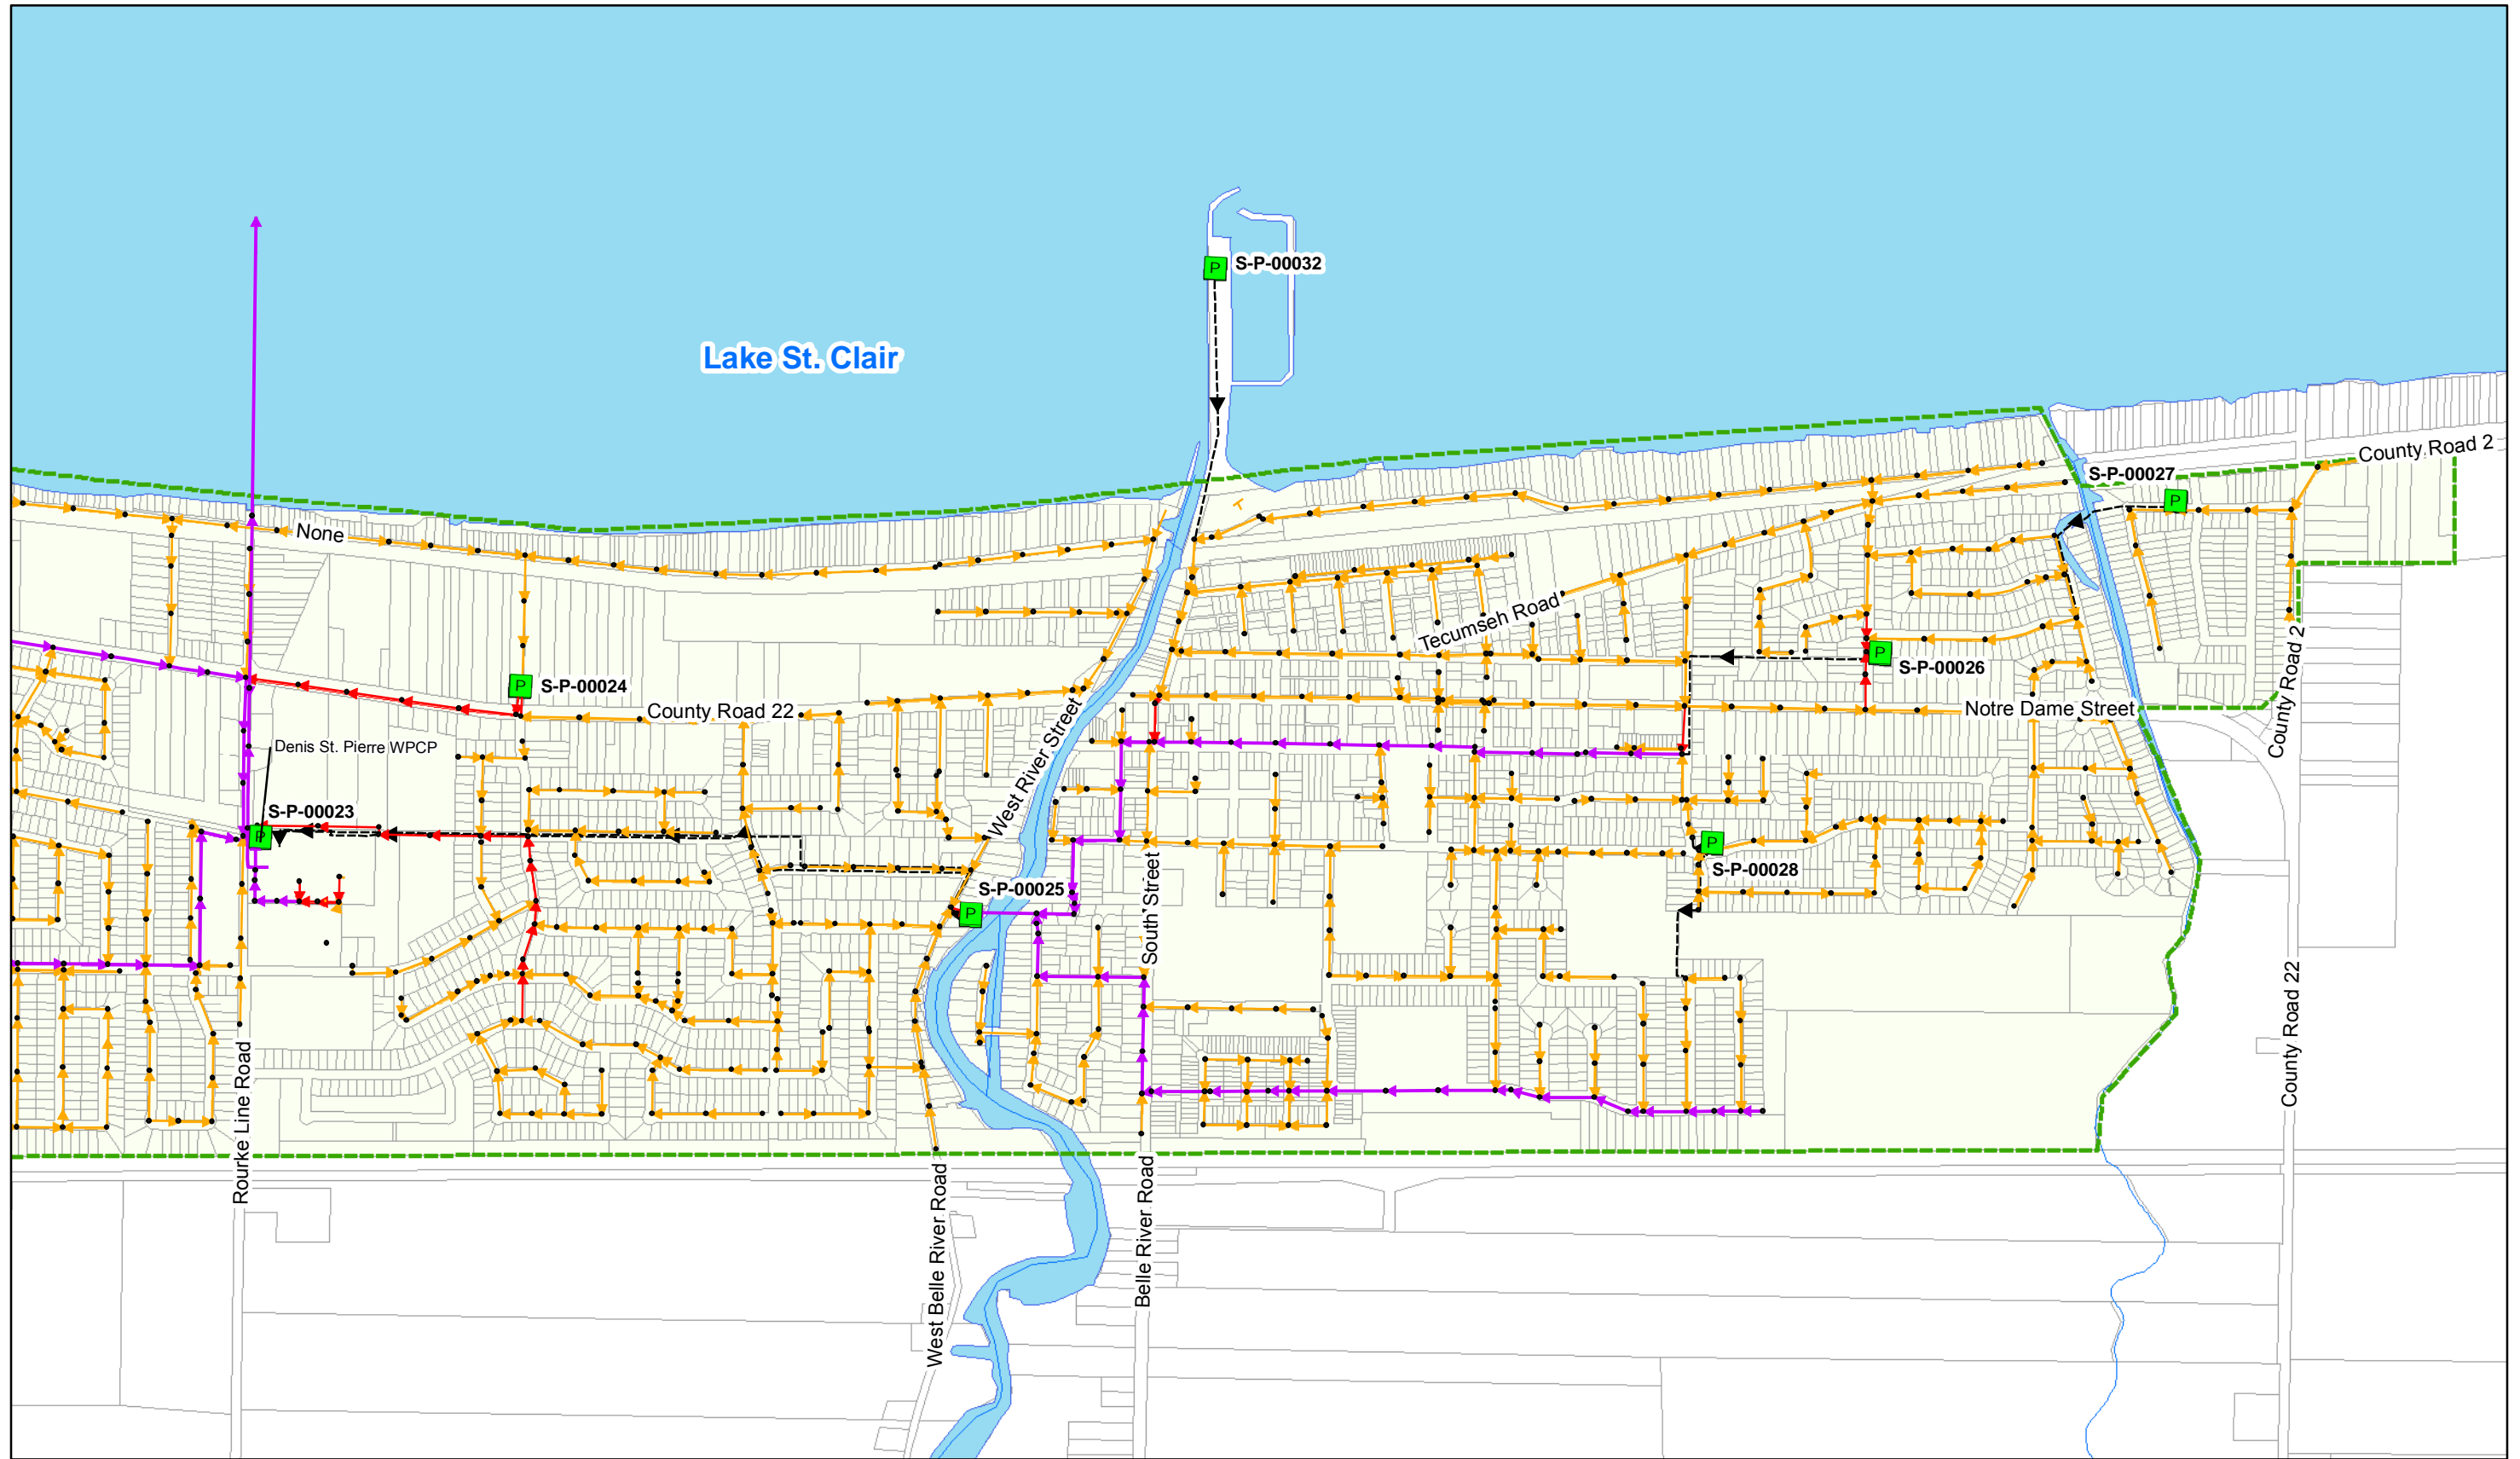 P S-P-00032
Lake St. Clair
County Road 2
S-P-00027
P
None
Tecumseh Road
P S-P-00026
P S-P-00024
County Road 22
Notre Dame Street
County Road 2
West River Street
Denis St. Pierre WPCP
S-P-00023
P
P
S-P-00028
S-P-00025
P
South Street
County Road 22
Rourke Line Road
West Belle River Road
Belle River Road